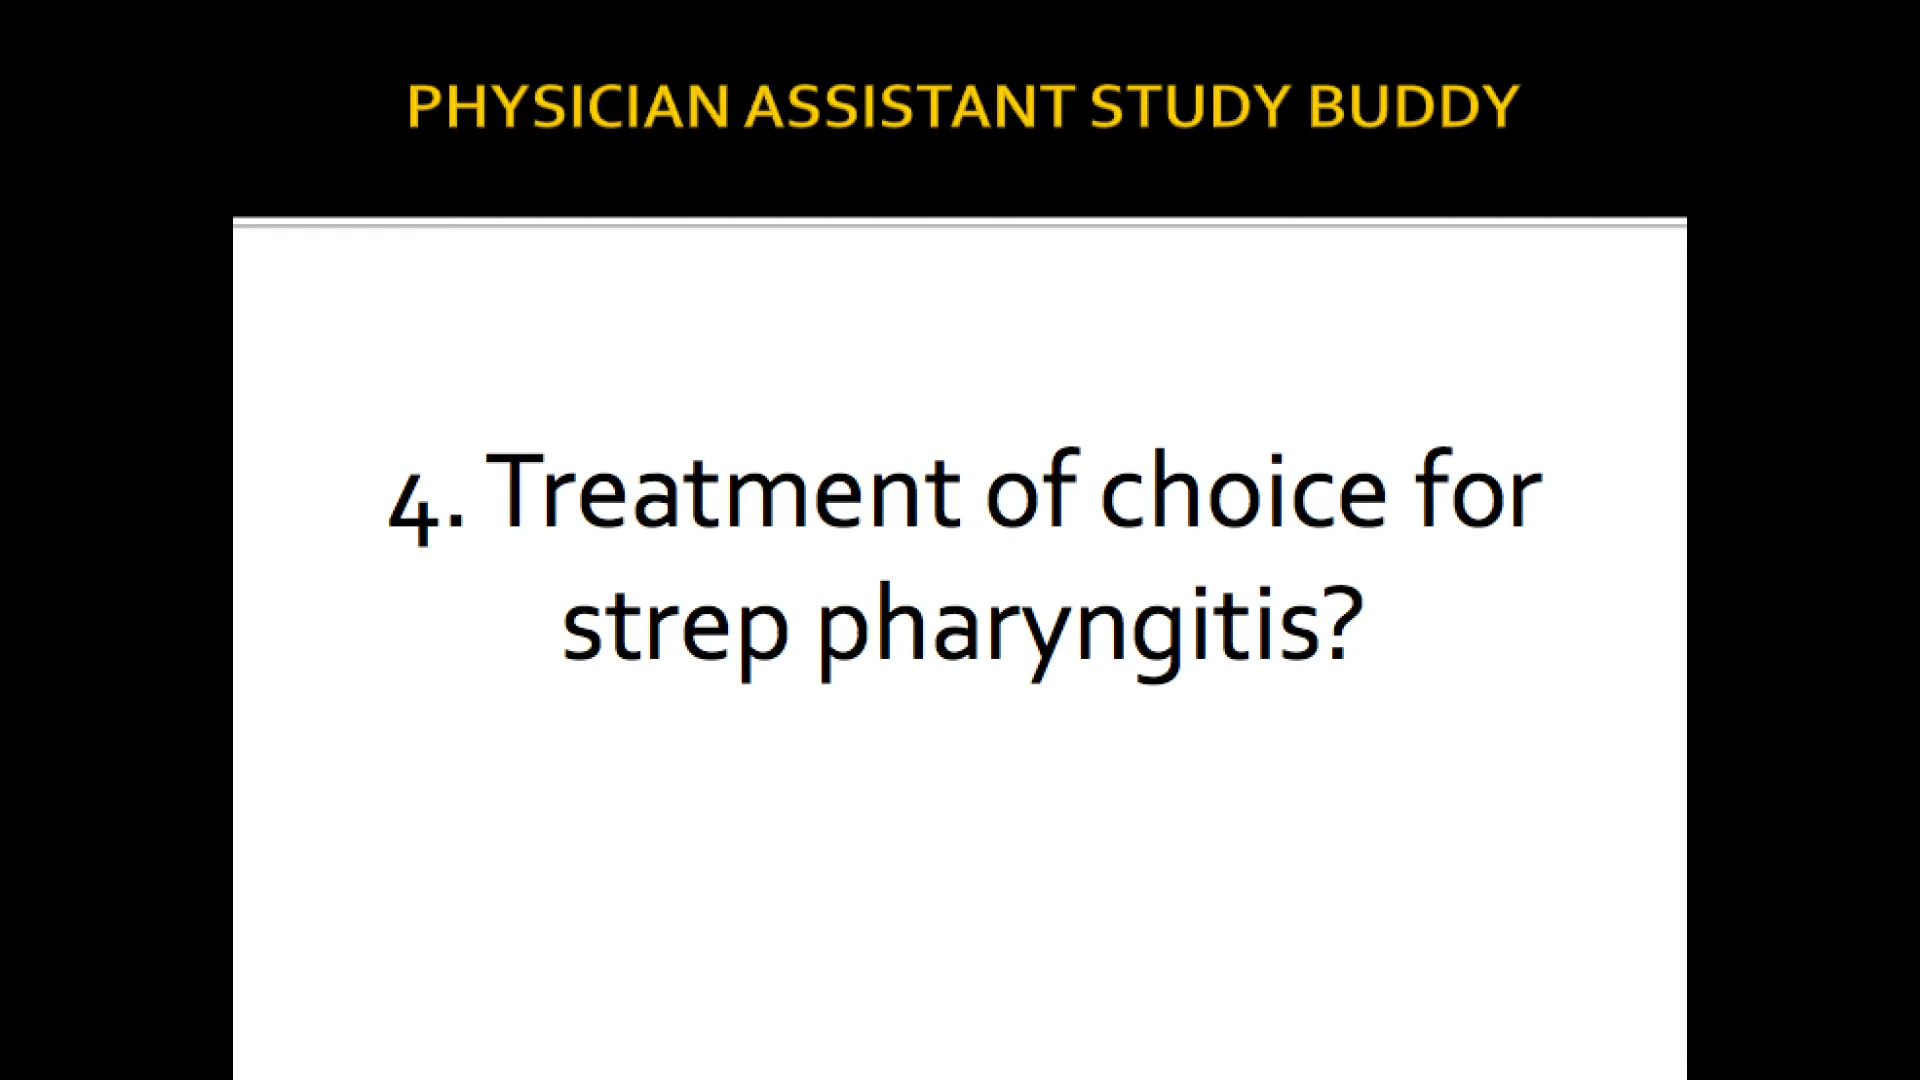 PHYSICIAN ASSISTANT STUDY BUDDY
4. Treatment of choice for
strep pharyngitis?